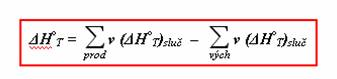 ΔH°T = ∑prod ν (ΔH°T)sluč − ∑vých ν (ΔH°T)sluč